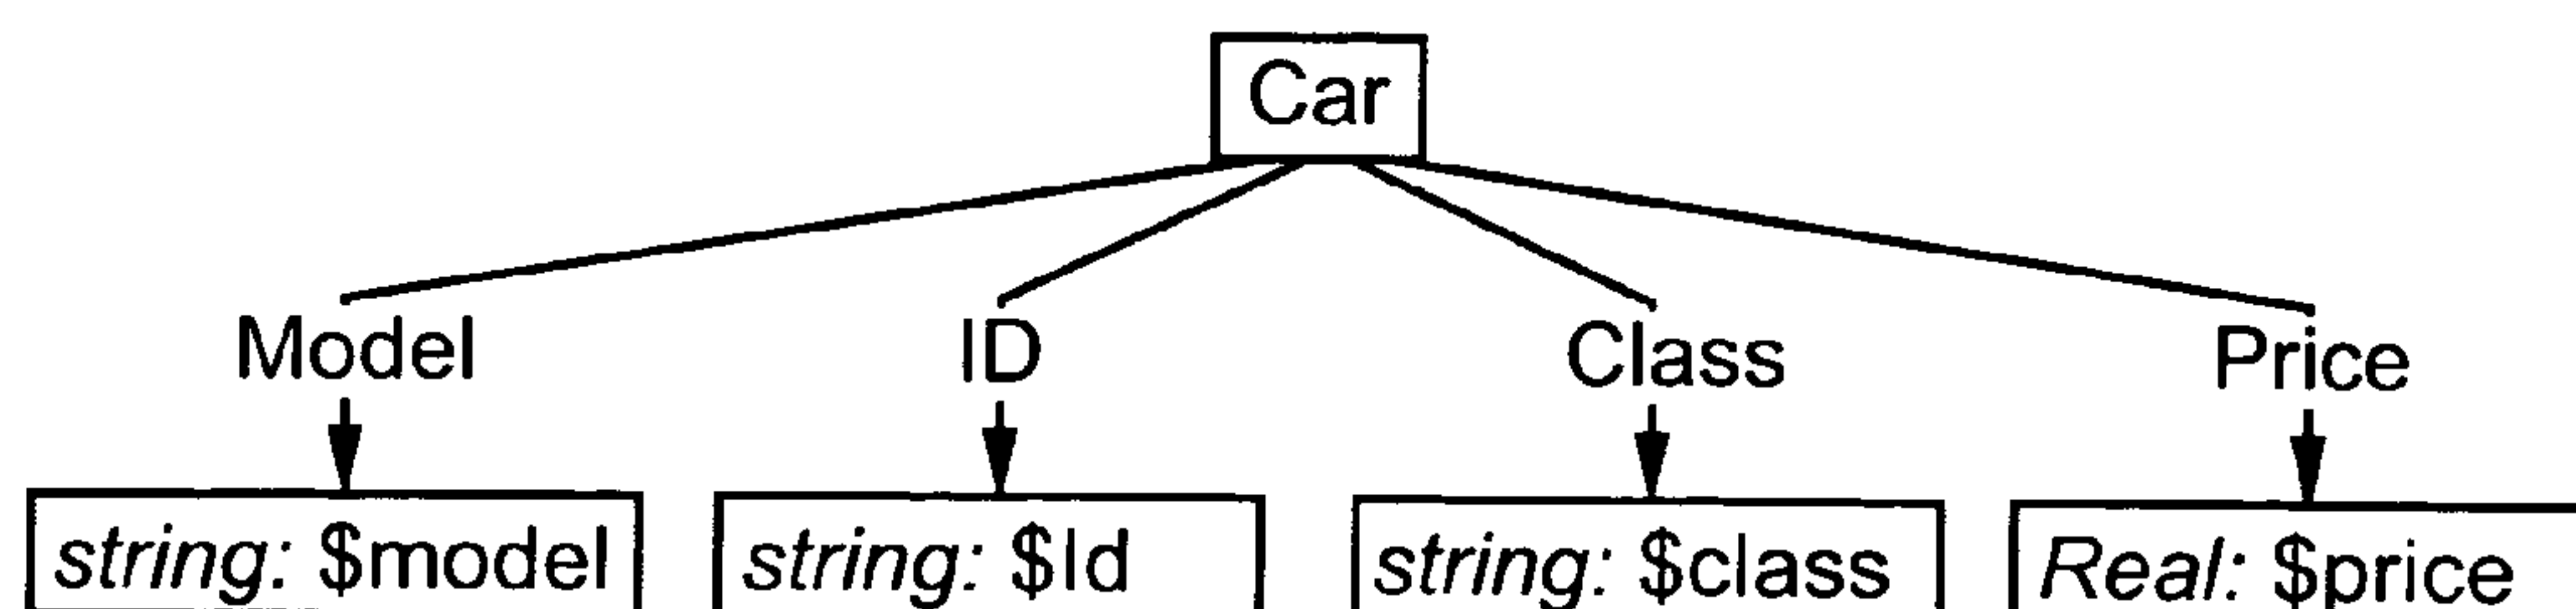 Car
Model ID Class Price
string: $model string: $Id string: $class Real: $price